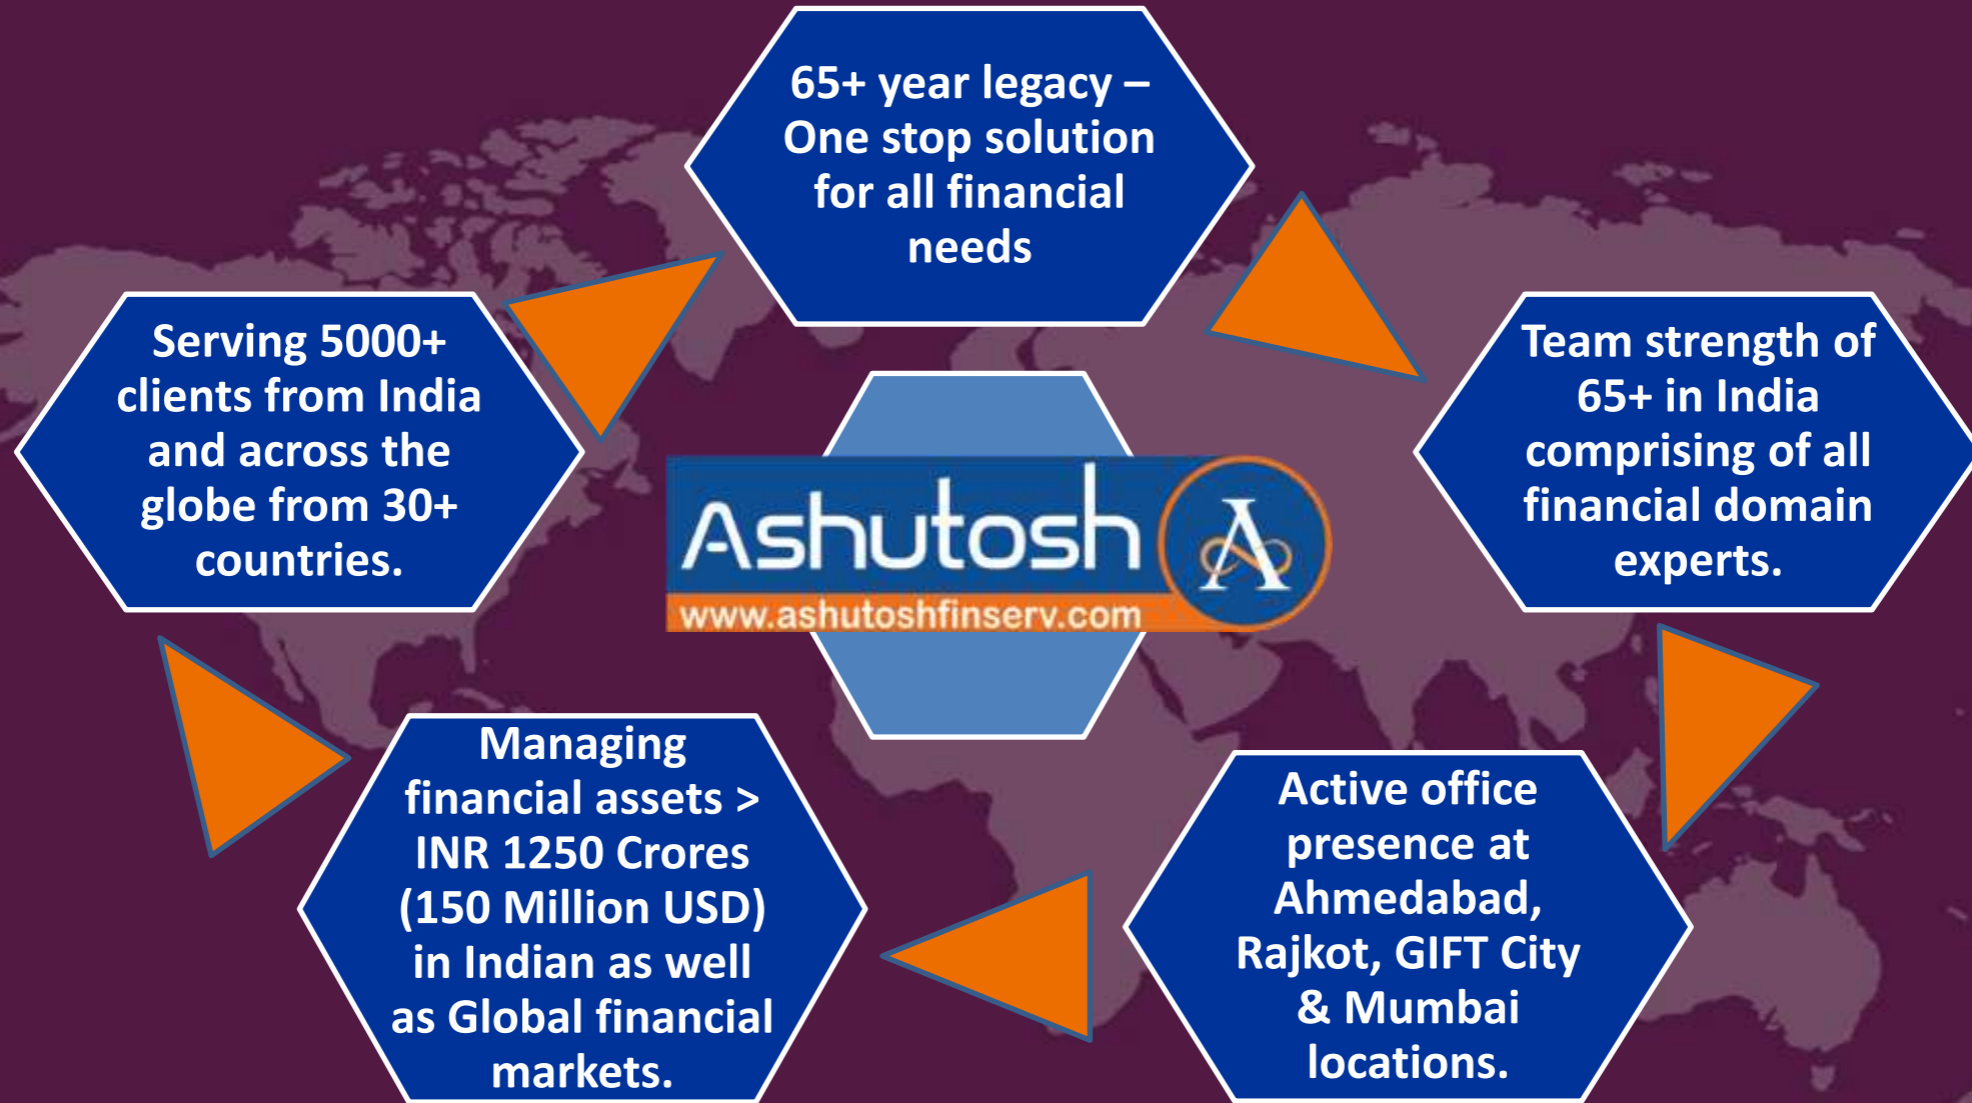 65+ year legacy –
One stop solution
for all financial
needs
Team strength of
65+ in India
comprising of all
financial domain
experts.
Active office
presence at
Ahmedabad,
Rajkot, GIFT City
& Mumbai
locations.
Managing
financial assets >
INR 1250 Crores
(150 Million USD)
in Indian as well
as Global financial
markets.
Serving 5000+
clients from India
and across the
globe from 30+
countries.
Ashutosh A
www.ashutoshfinserv.com